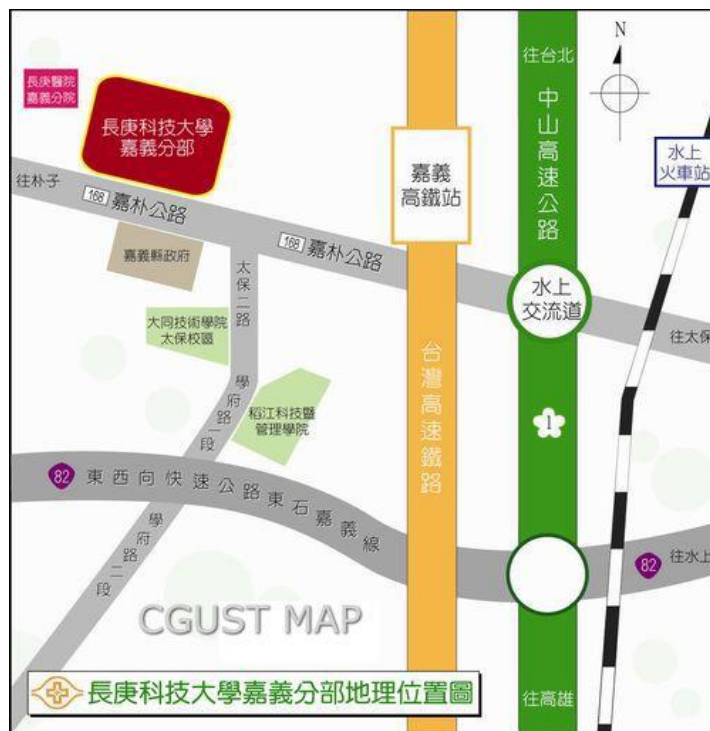 往台北
N
長庚醫院
嘉義分院
長庚科技大學
嘉義分部
中山高速公路
嘉義
高鐵站
水上
火車站
往朴子
168 嘉朴公路
嘉義縣政府
168 嘉朴公路
太保二路
水上
交流道
大同技術學院
太保校區
往太保
台灣高速鐵路
學府路一段
稻江科技暨
管理學院
1
82
東西向快速公路東石嘉義線
學府路二段
82
往水上
CGUST MAP
長庚科技大學嘉義分部地理位置圖
往高雄